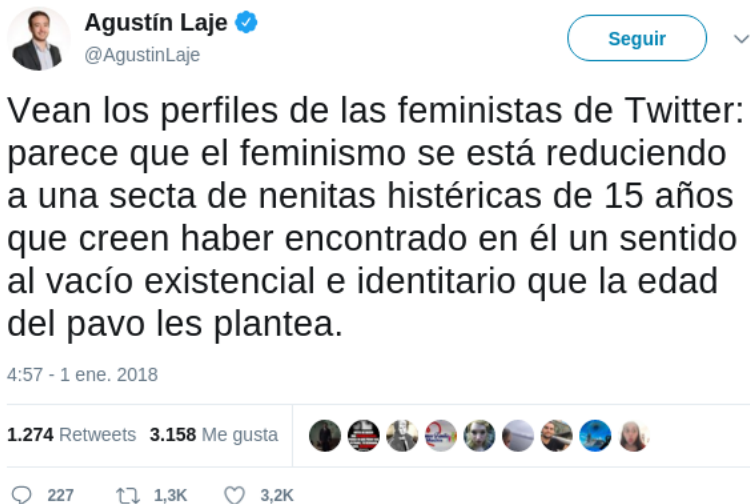 Agustín Laje
@AgustinLaje
Seguir
Vean los perfiles de las feministas de Twitter:
parece que el feminismo se está reduciendo
a una secta de nenitas histéricas de 15 años
que creen haber encontrado en él un sentido
al vacío existencial e identitario que la edad
del pavo les plantea.
4:57 - 1 ene. 2018
1.274 Retweets 3.158 Me gusta
227 1,3K 3,2K